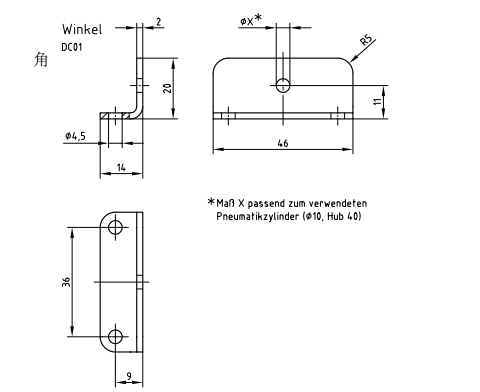 Winkel
DC01
角
2
20
ø4,5
14
øX*
R5
11
46
*Maß X passend zum verwendeten
Pneumatikzylinder (ø10, Hub 40)
36
9